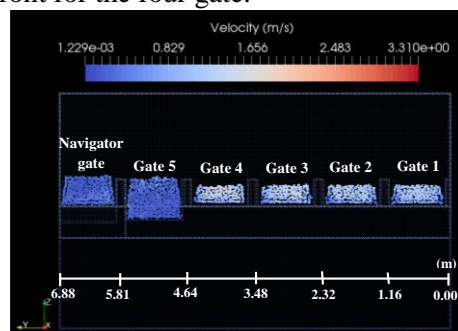 front for the four gate.
Velocity (m/s)
1.229e-03 0.829 1.656 2.483 3.310e+00
Navigator
gate
Gate 5 Gate 4 Gate 3 Gate 2 Gate 1
(m)
6.88 5.81 4.64 3.48 2.32 1.16 0.00
Z
Y X